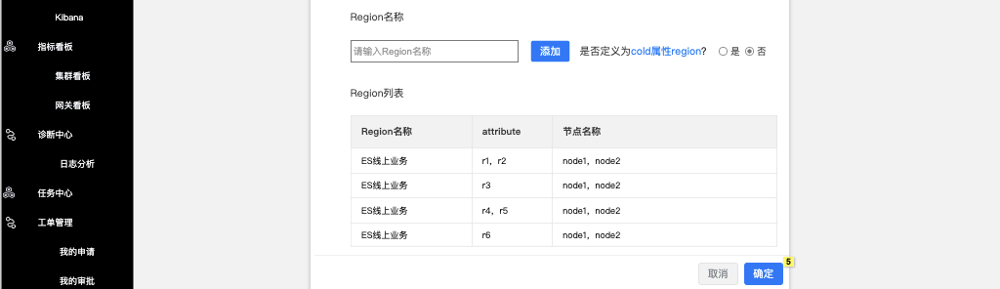 Kibana
指标看板
集群看板
网关看板
诊断中心
日志分析
任务中心
工单管理
我的申请
我的审批
Region名称
请输入Region名称 添加 是否定义为cold属性region? 是 否
Region列表
Region名称 attribute 节点名称
ES线上业务 r1，r2 node1，node2
ES线上业务 r3 node1，node2
ES线上业务 r4，r5 node1，node2
ES线上业务 r6 node1，node2
取消 确定 5